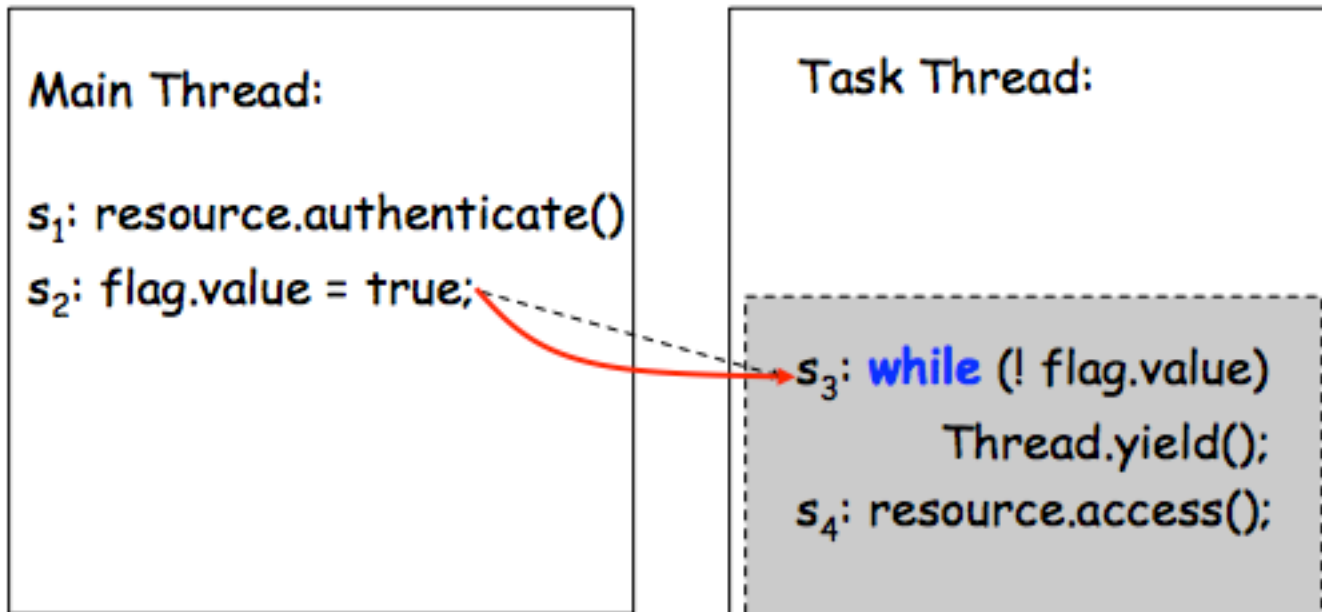 Main Thread:
s₁: resource.authenticate()
s₂: flag.value = true;
Task Thread:
s₃: while (! flag.value)
Thread.yield();
s₄: resource.access();